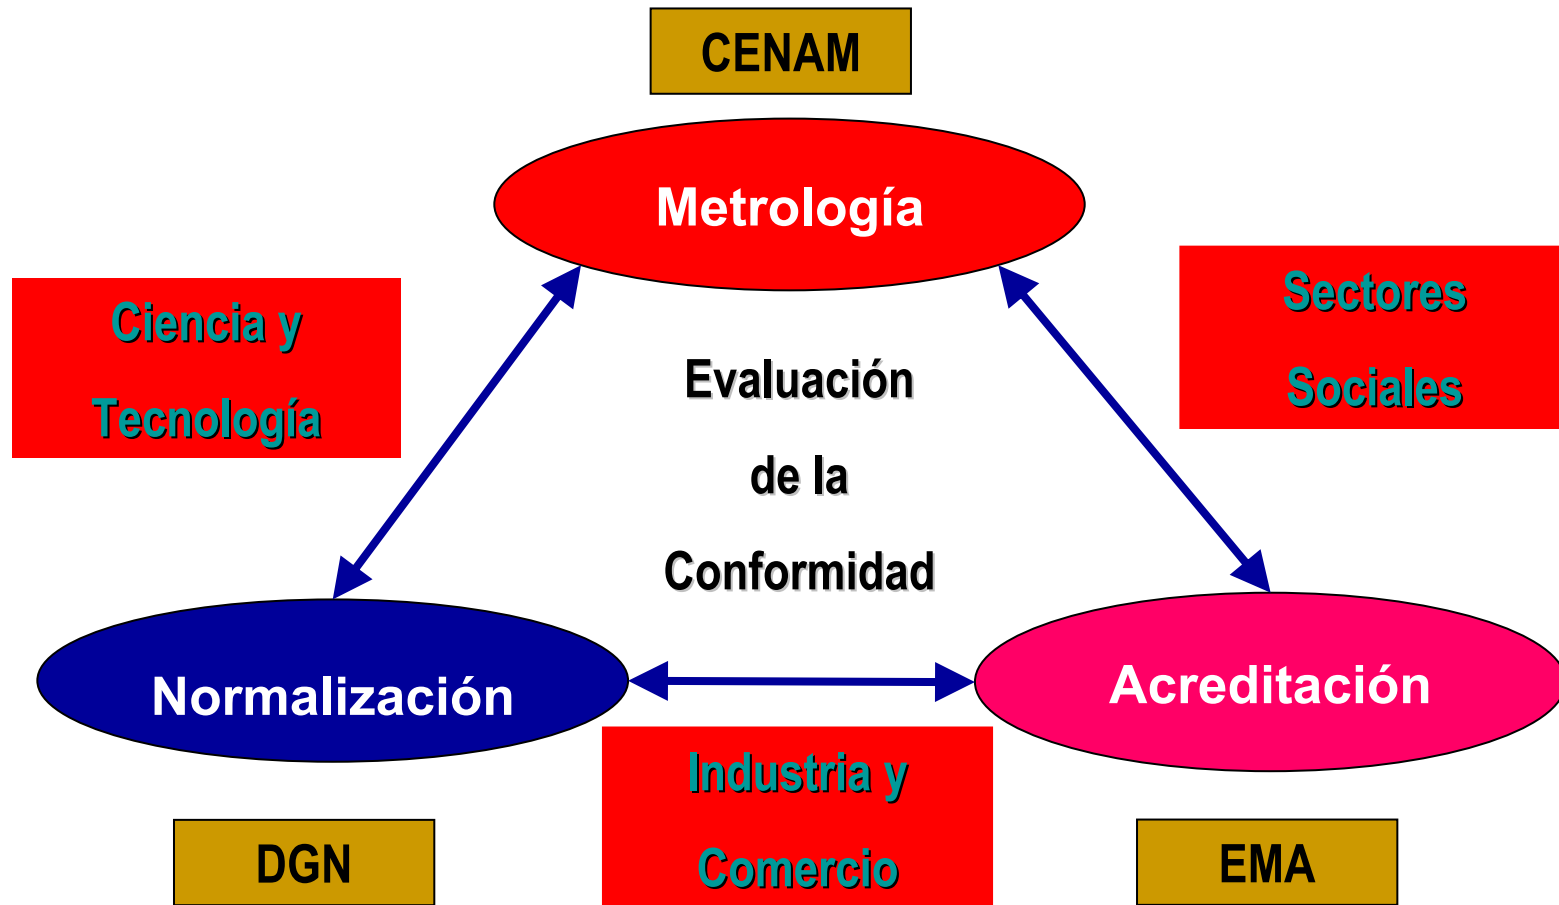 CENAM
Metrología
Ciencia y
Tecnología
Sectores
Sociales
Evaluación
de la
Conformidad
Normalización
Acreditación
Industria y
Comercio
DGN
EMA